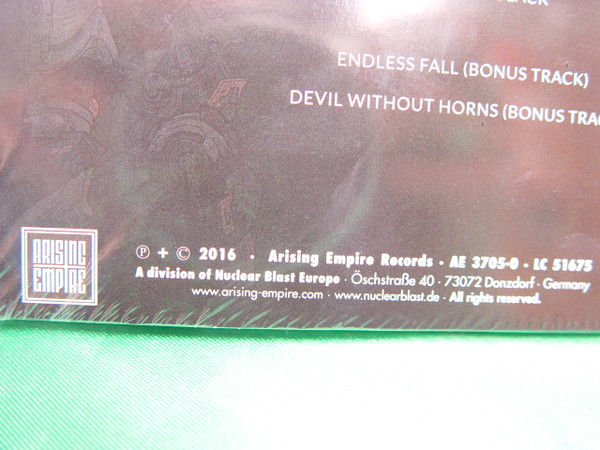 ENDLESS FALL (BONUS TRACK)
DEVIL WITHOUT HORNS (BONUS
ARISING
EMPIRE
℗ + © 2016 · Arising Empire Records · AE 3705-0 · LC 51675
A division of Nuclear Blast Europe · Öschstraße 40 · 73072 Donzdorf · Germany
www.arising-empire.com · www.nuclearblast.de · All rights reserved.